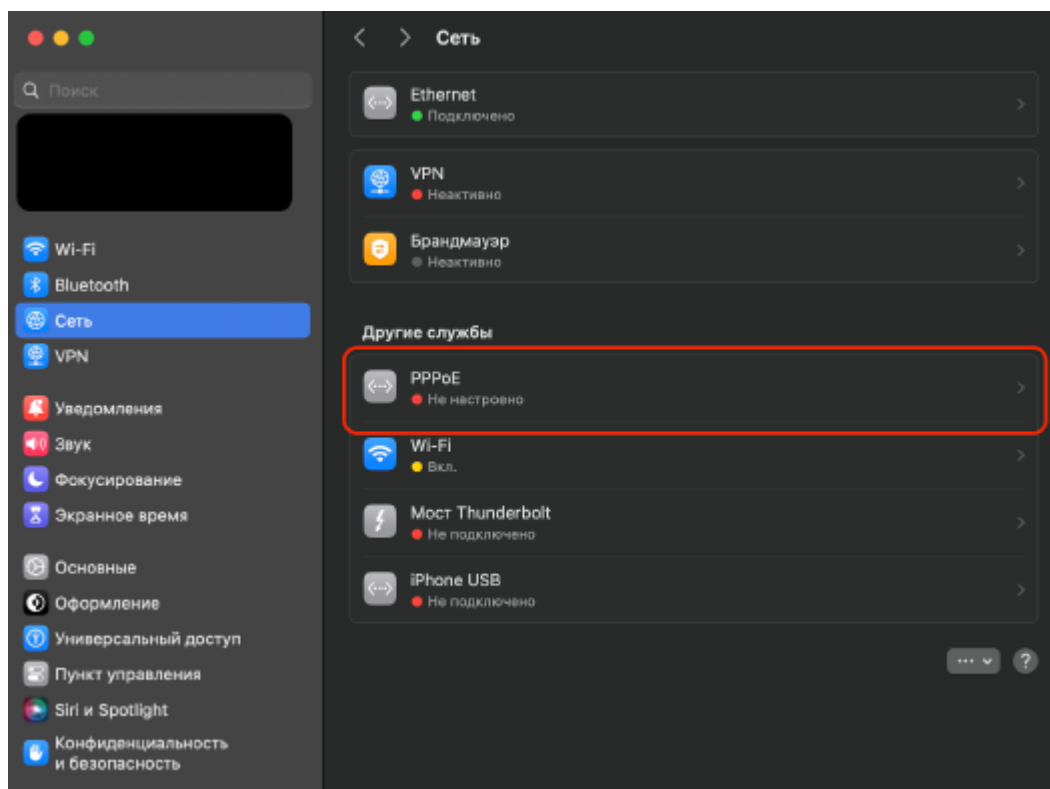 Сеть
Поиск
Wi-Fi
Bluetooth
Сеть
VPN
Уведомления
Звук
Фокусирование
Экранное время
Основные
Оформление
Универсальный доступ
Пункт управления
Siri и Spotlight
Конфиденциальность
и безопасность
Ethernet
Подключено
VPN
Неактивно
Брандмауэр
Неактивно
Другие службы
PPPoE
Не настроено
Wi-Fi
Вкл.
Мост Thunderbolt
Не подключено
iPhone USB
Не подключено
?